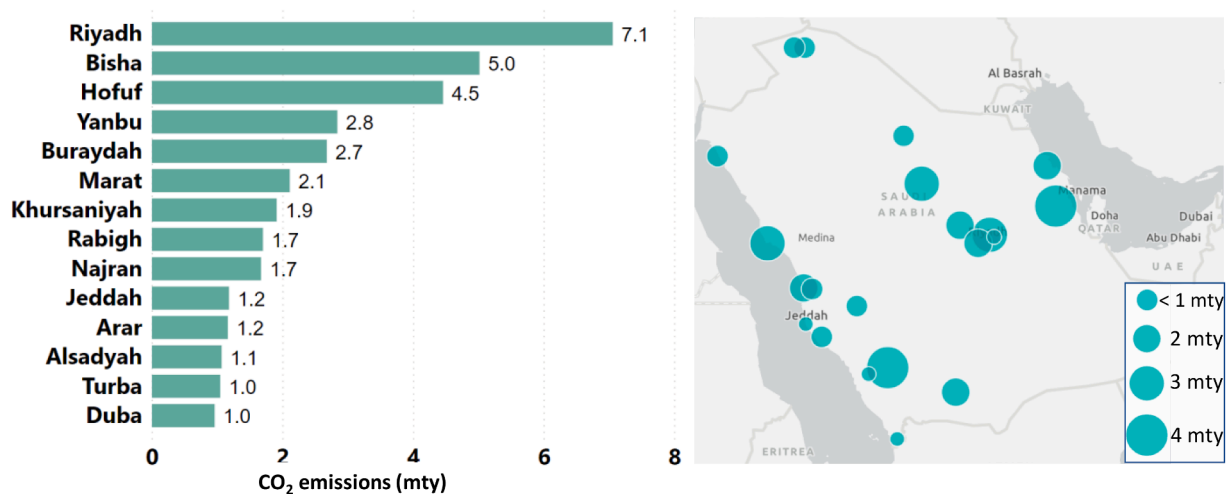 Riyadh 7.1
Bisha 5.0
Hofuf 4.5
Yanbu 2.8
Buraydah 2.7
Marat 2.1
Khursaniyah 1.9
Rabigh 1.7
Najran 1.7
Jeddah 1.2
Arar 1.2
Alsadyah 1.1
Turba 1.0
Duba 1.0
0 2 4 6 8
CO₂ emissions (mty)
Al Basrah
KUWAIT
Manama
SAUDI
ARABIA
Doha
Dubai
QATAR
Medina
Abu Dhabi
UAE
Jeddah
ERITREA
< 1 mty
2 mty
3 mty
4 mty